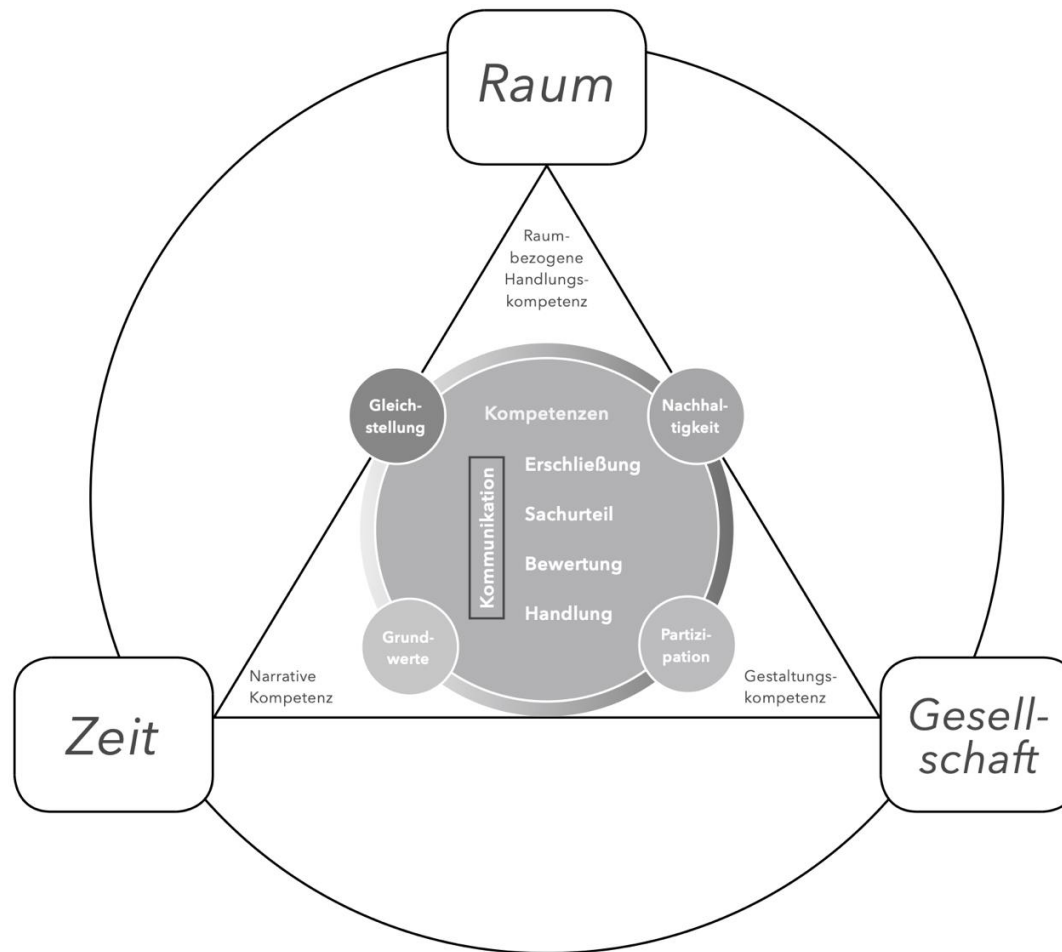 Raum
Raum-
bezogene
Handlungs-
kompetenz
Gleich-
stellung
Nachhal-
tigkeit
Kompetenzen
Kommunikation
Erschließung
Sachurteil
Bewertung
Handlung
Grund-
werte
Partizi-
pation
Narrative
Kompetenz
Gestaltungs-
kompetenz
Zeit
Gesell-
schaft